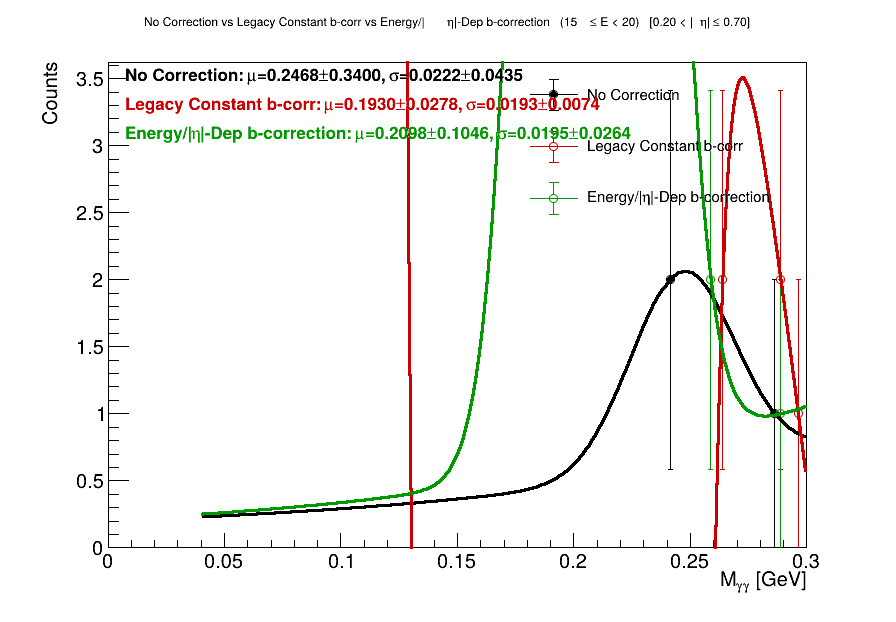 No Correction vs Legacy Constant b-corr vs Energy/| η|-Dep b-correction (15 ≤ E < 20) [0.20 < | η| ≤ 0.70]
Counts
No Correction: μ=0.2468±0.3400, σ=0.0222±0.0435
Legacy Constant b-corr: μ=0.1930±0.0278, σ=0.0193±0.0074
Energy/|η|-Dep b-correction: μ=0.2098±0.1046, σ=0.0195±0.0264
No Correction
Legacy Constant b-corr
Energy/|η|-Dep b-correction
3.5
3
2.5
2
1.5
1
0.5
0
0 0.05 0.1 0.15 0.2 0.25 0.3
Mγγ [GeV]